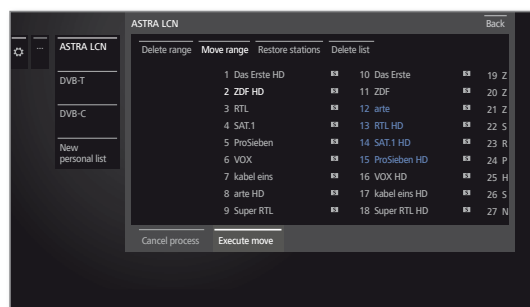 ASTRA LCN Back
... ASTRA LCN
DVB-T
DVB-C
New
personal list
Delete range Move range Restore stations Delete list
1 Das Erste HD S 10 Das Erste S 19 Z
2 ZDF HD S 11 ZDF S 20 Z
3 RTL S 12 arte S 21 Z
4 SAT.1 S 13 RTL HD S 22 S
5 ProSieben S 14 SAT.1 HD S 23 R
6 VOX S 15 ProSieben HD S 24 P
7 kabel eins S 16 VOX HD S 25 H
8 arte HD S 17 kabel eins HD S 26 S
9 Super RTL S 18 Super RTL HD S 27 N
Cancel process Execute move